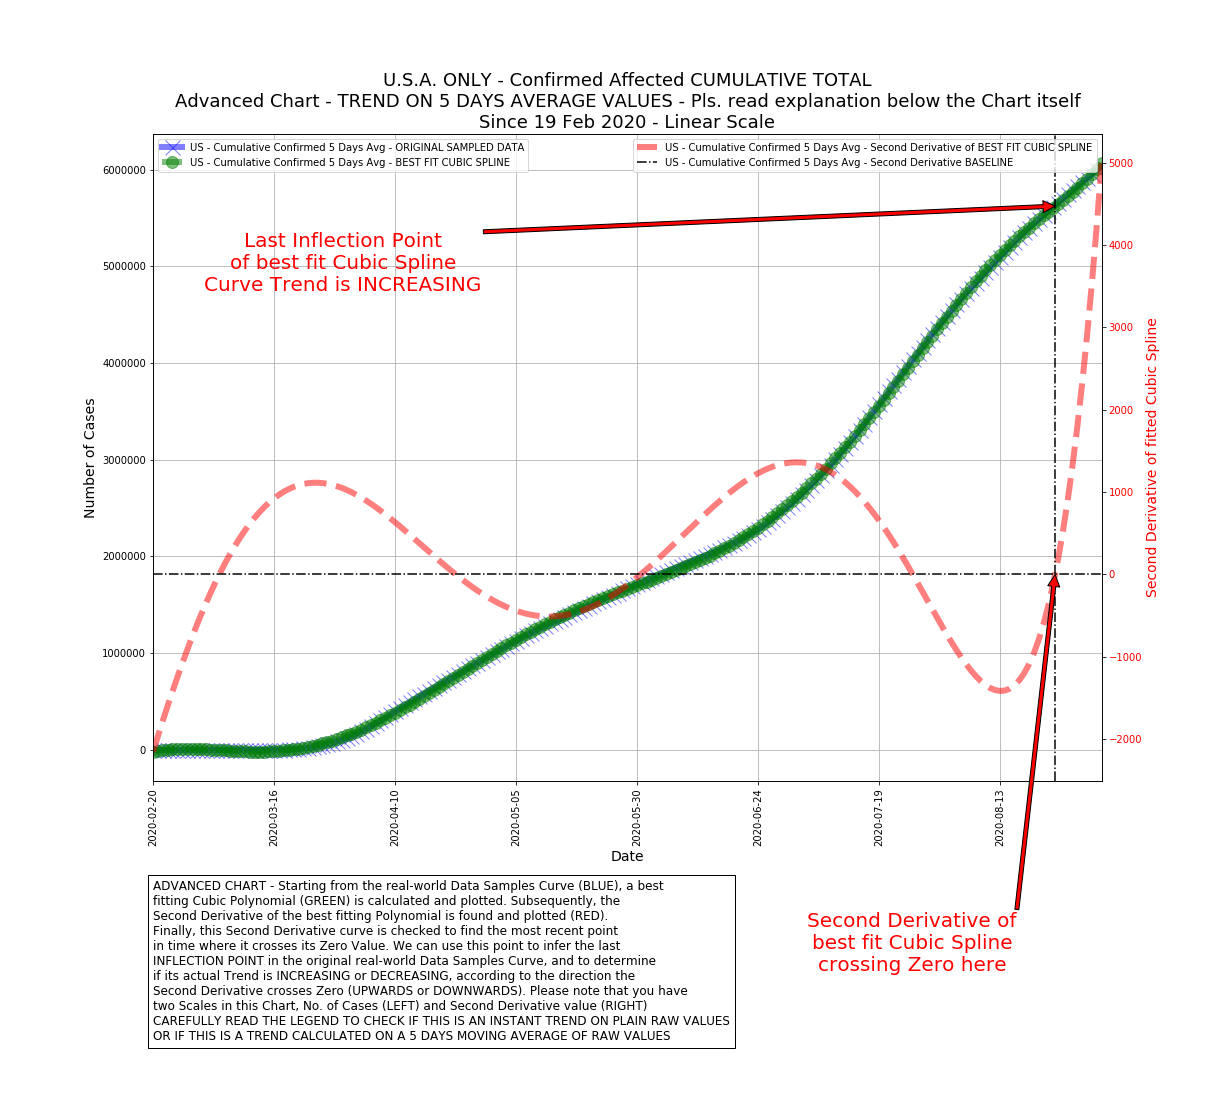 U.S.A. ONLY - Confirmed Affected CUMULATIVE TOTAL
Advanced Chart - TREND ON 5 DAYS AVERAGE VALUES - Pls. read explanation below the Chart itself
Since 19 Feb 2020 - Linear Scale
US - Cumulative Confirmed 5 Days Avg - ORIGINAL SAMPLED DATA
US - Cumulative Confirmed 5 Days Avg - BEST FIT CUBIC SPLINE
US - Cumulative Confirmed 5 Days Avg - Second Derivative of BEST FIT CUBIC SPLINE
US - Cumulative Confirmed 5 Days Avg - Second Derivative BASELINE
Last Inflection Point
of best fit Cubic Spline
Curve Trend is INCREASING
Number of Cases
6000000
5000000
4000000
3000000
2000000
1000000
0
5000
4000
3000
2000
1000
0
−1000
−2000
Second Derivative of fitted Cubic Spline
2020-02-20
2020-03-16
2020-04-10
2020-05-05
2020-05-30
2020-06-24
2020-07-19
2020-08-13
Date
ADVANCED CHART - Starting from the real-world Data Samples Curve (BLUE), a best
fitting Cubic Polynomial (GREEN) is calculated and plotted. Subsequently, the
Second Derivative of the best fitting Polynomial is found and plotted (RED).
Finally, this Second Derivative curve is checked to find the most recent point
in time where it crosses its Zero Value. We can use this point to infer the last
INFLECTION POINT in the original real-world Data Samples Curve, and to determine
if its actual Trend is INCREASING or DECREASING, according to the direction the
Second Derivative crosses Zero (UPWARDS or DOWNWARDS). Please note that you have
two Scales in this Chart, No. of Cases (LEFT) and Second Derivative value (RIGHT)
CAREFULLY READ THE LEGEND TO CHECK IF THIS IS AN INSTANT TREND ON PLAIN RAW VALUES
OR IF THIS IS A TREND CALCULATED ON A 5 DAYS MOVING AVERAGE OF RAW VALUES
Second Derivative of
best fit Cubic Spline
crossing Zero here